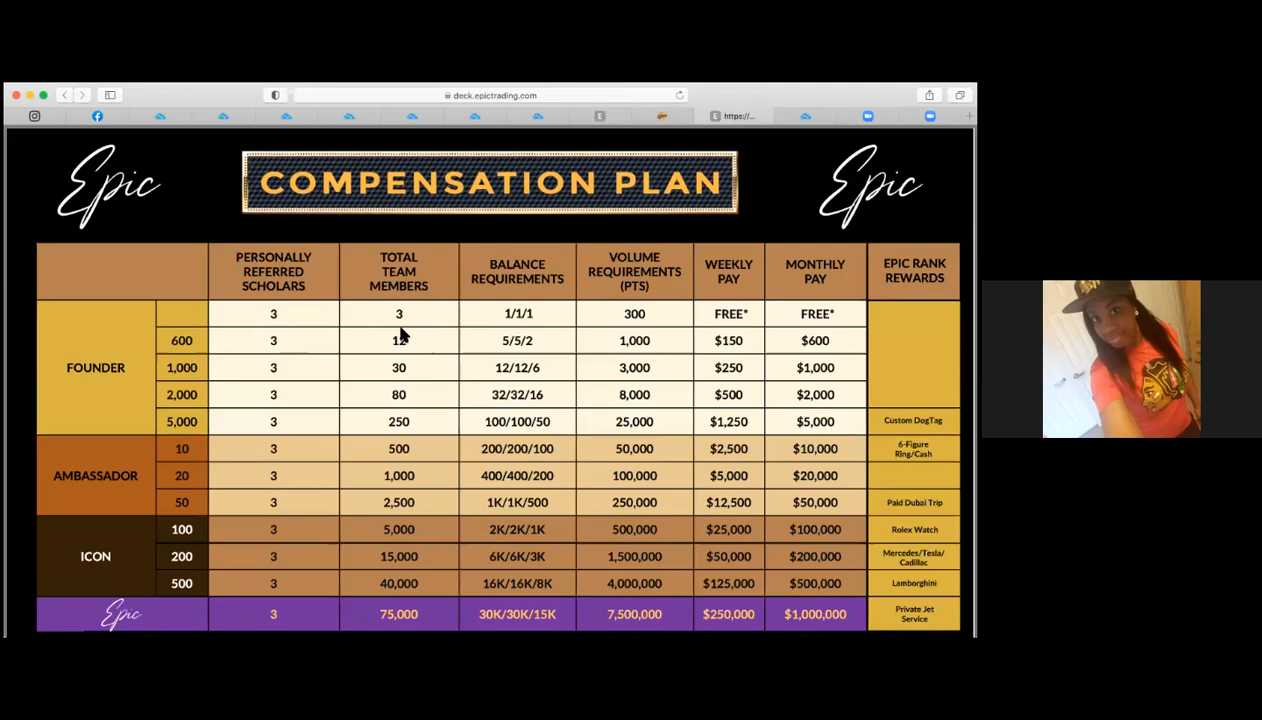 deck.epictrading.com
https://...
Epic
COMPENSATION PLAN
Epic
PERSONALLY REFERRED SCHOLARS
TOTAL TEAM MEMBERS
BALANCE REQUIREMENTS
VOLUME REQUIREMENTS (PTS)
WEEKLY PAY
MONTHLY PAY
EPIC RANK REWARDS
3 3 1/1/1 300 FREE* FREE*
600 3 12 5/5/2 1,000 $150 $600
FOUNDER 1,000 3 30 12/12/6 3,000 $250 $1,000
2,000 3 80 32/32/16 8,000 $500 $2,000
5,000 3 250 100/100/50 25,000 $1,250 $5,000 Custom DogTag
10 3 500 200/200/100 50,000 $2,500 $10,000 6-Figure Ring/Cash
AMBASSADOR 20 3 1,000 400/400/200 100,000 $5,000 $20,000
50 3 2,500 1K/1K/500 250,000 $12,500 $50,000 Paid Dubai Trip
100 3 5,000 2K/2K/1K 500,000 $25,000 $100,000 Rolex Watch
ICON 200 3 15,000 6K/6K/3K 1,500,000 $50,000 $200,000 Mercedes/Tesla/ Cadillac
500 3 40,000 16K/16K/8K 4,000,000 $125,000 $500,000 Lamborghini
Epic 3 75,000 30K/30K/15K 7,500,000 $250,000 $1,000,000 Private Jet Service